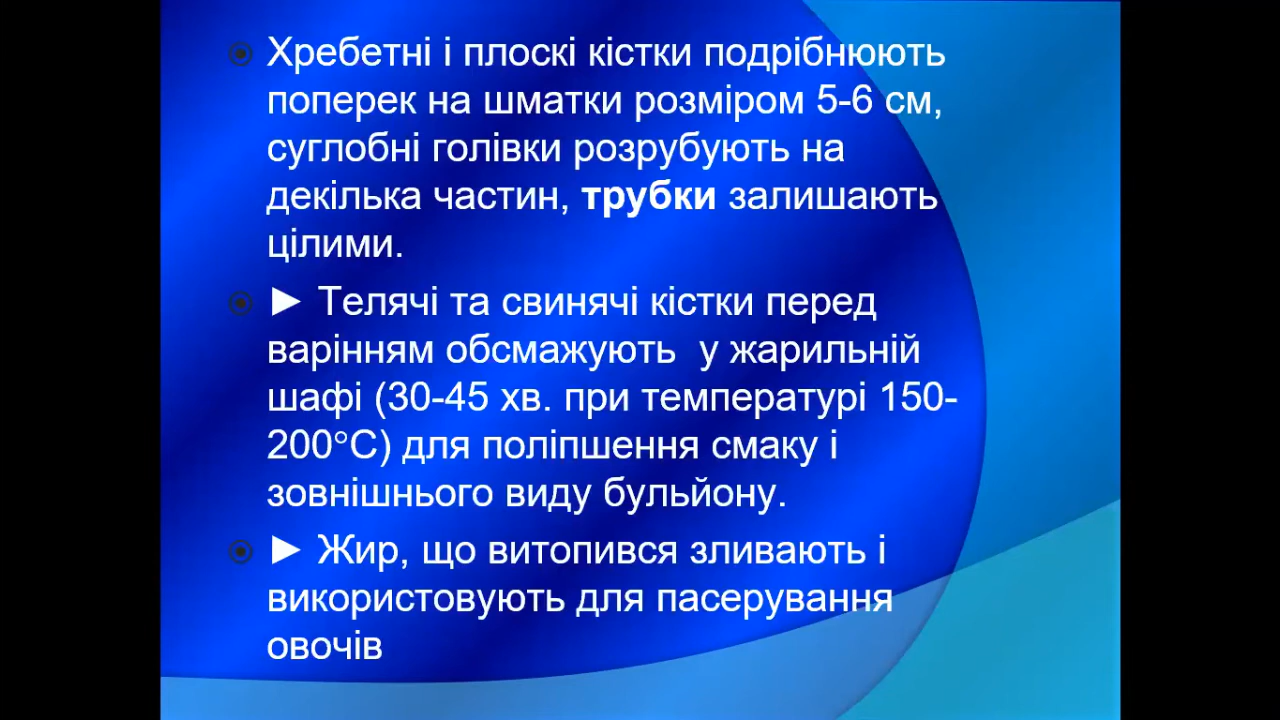 Хребетні і плоскі кістки подрібнюють
поперек на шматки розміром 5-6 см,
суглобні голівки розрубують на
декілька частин, трубки залишають
цілими.
► Телячі та свинячі кістки перед
варінням обсмажують  у жарильній
шафі (30-45 хв. при температурі 150-
200°С) для поліпшення смаку і
зовнішнього виду бульйону.
► Жир, що витопився зливають і
використовують для пасерування
овочів